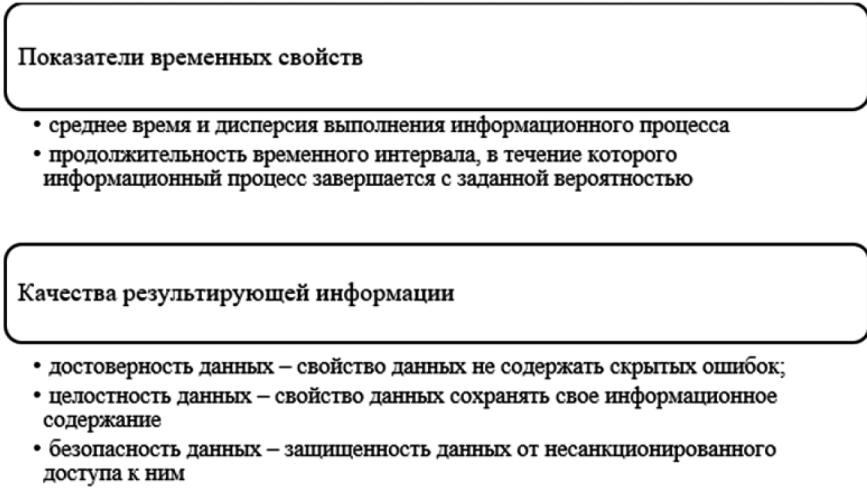 Показатели временных свойств
• среднее время и дисперсия выполнения информационного процесса
• продолжительность временного интервала, в течение которого
информационный процесс завершается с заданной вероятностью
Качества результирующей информации
• достоверность данных – свойство данных не содержать скрытых ошибок;
• целостность данных – свойство данных сохранять свое информационное
содержание
• безопасность данных – защищенность данных от несанкционированного
доступа к ним